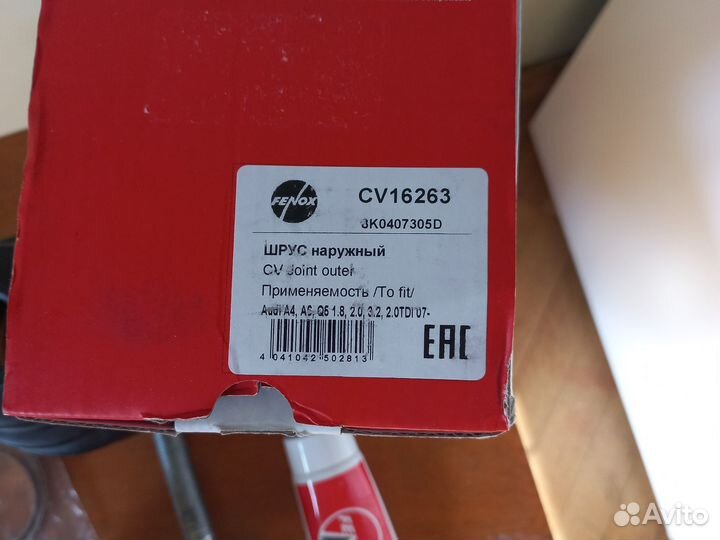 FENOX
CV16263
8K0407305D
ШРУС наружный
CV Joint outer
Применяемость /To fit/
Audi A4, A6, Q5 1.8, 2.0, 3.2, 2.0TDI 07-
4 041042 502813
EAC
Avito